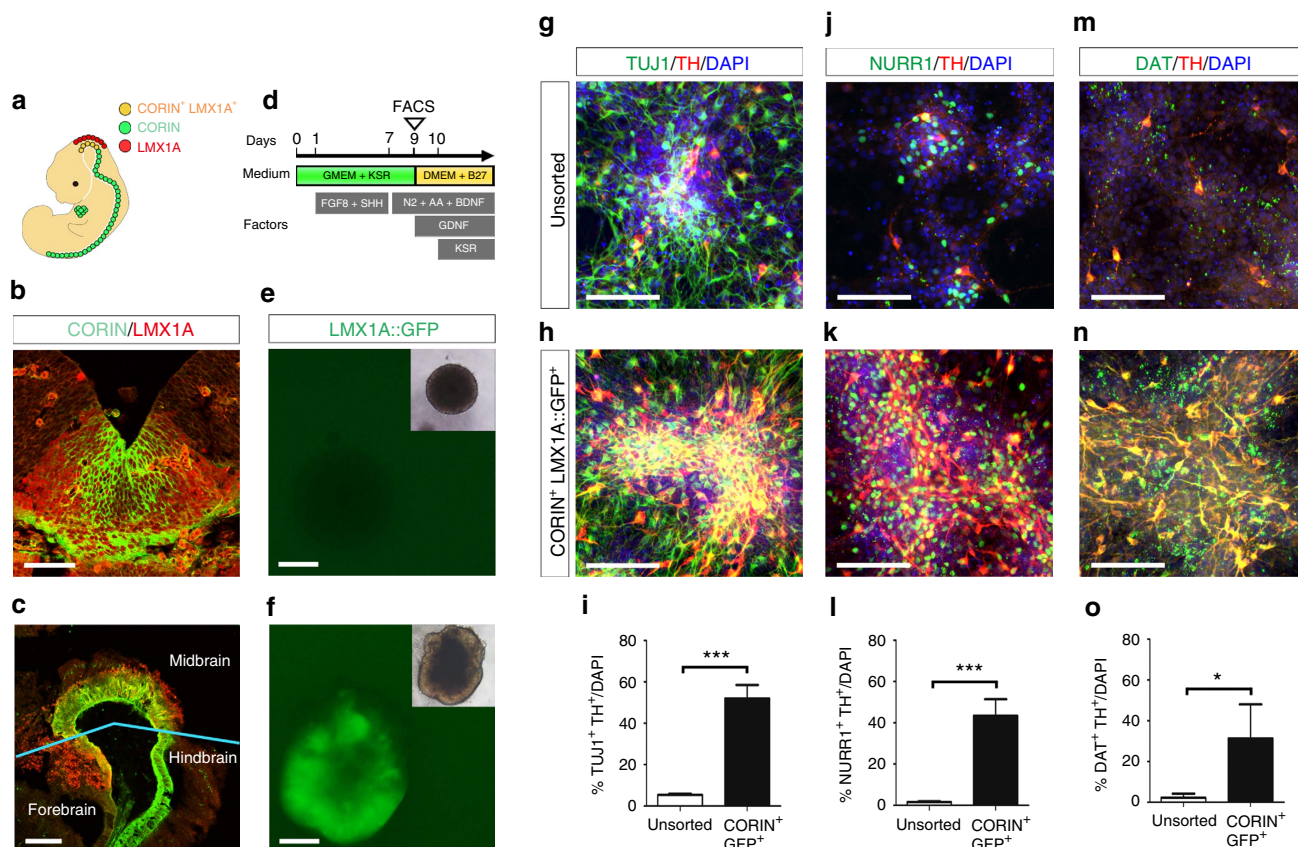 a
CORIN⁺ LMX1A⁺
CORIN
LMX1A
d
FACS
Days
0 1 7 9 10
Medium
GMEM + KSR
DMEM + B27
Factors
FGF8 + SHH
N2 + AA + BDNF
GDNF
KSR
b
CORIN/LMX1A
e
LMX1A::GFP
c
Midbrain
Hindbrain
Forebrain
f
g
TUJ1/TH/DAPI
Unsorted
j
NURR1/TH/DAPI
m
DAT/TH/DAPI
h
CORIN⁺ LMX1A::GFP⁺
k
n
i
% TUJ1⁺ TH⁺/DAPI
80
60
40
20
0
***
Unsorted
CORIN⁺
GFP⁺
l
% NURR1⁺ TH⁺/DAPI
80
60
40
20
0
***
Unsorted
CORIN⁺
GFP⁺
o
% DAT⁺ TH⁺/DAPI
80
60
40
20
0
*
Unsorted
CORIN⁺
GFP⁺